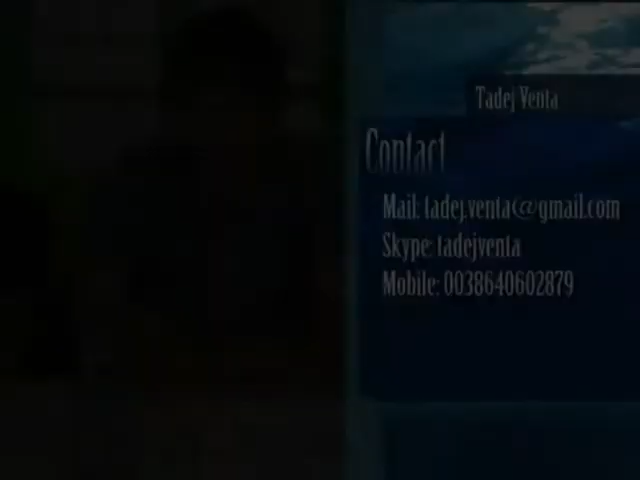 Tadej Venta
Contact
Mail: tadej.venta@gmail.com
Skype: tadejventa
Mobile: 0038640602879